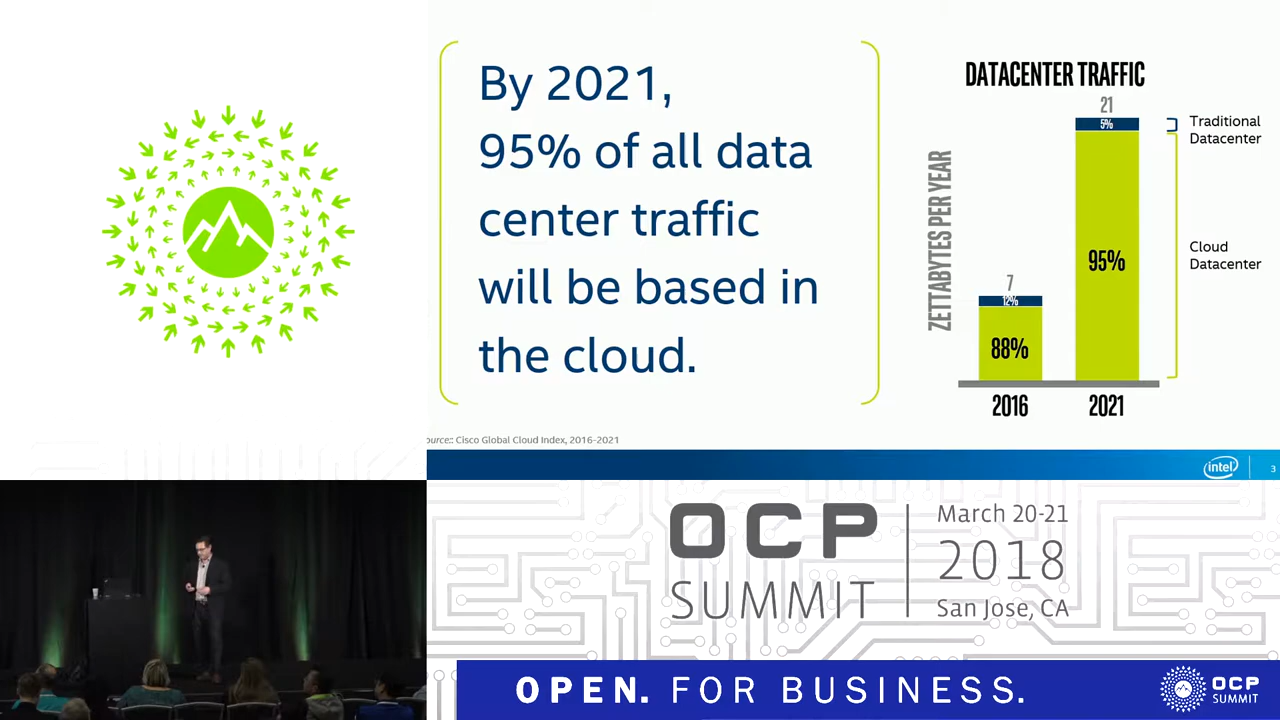 By 2021,
95% of all data
center traffic
will be based in
the cloud.
DATACENTER TRAFFIC
ZETTABYTES PER YEAR
21
5%
95%
7
12%
88%
2016
2021
Traditional
Datacenter
Cloud
Datacenter
ource:: Cisco Global Cloud Index, 2016-2021
intel
3
OCP
SUMMIT
March 20-21
2018
San Jose, CA
OPEN. FOR BUSINESS.
OCP
SUMMIT